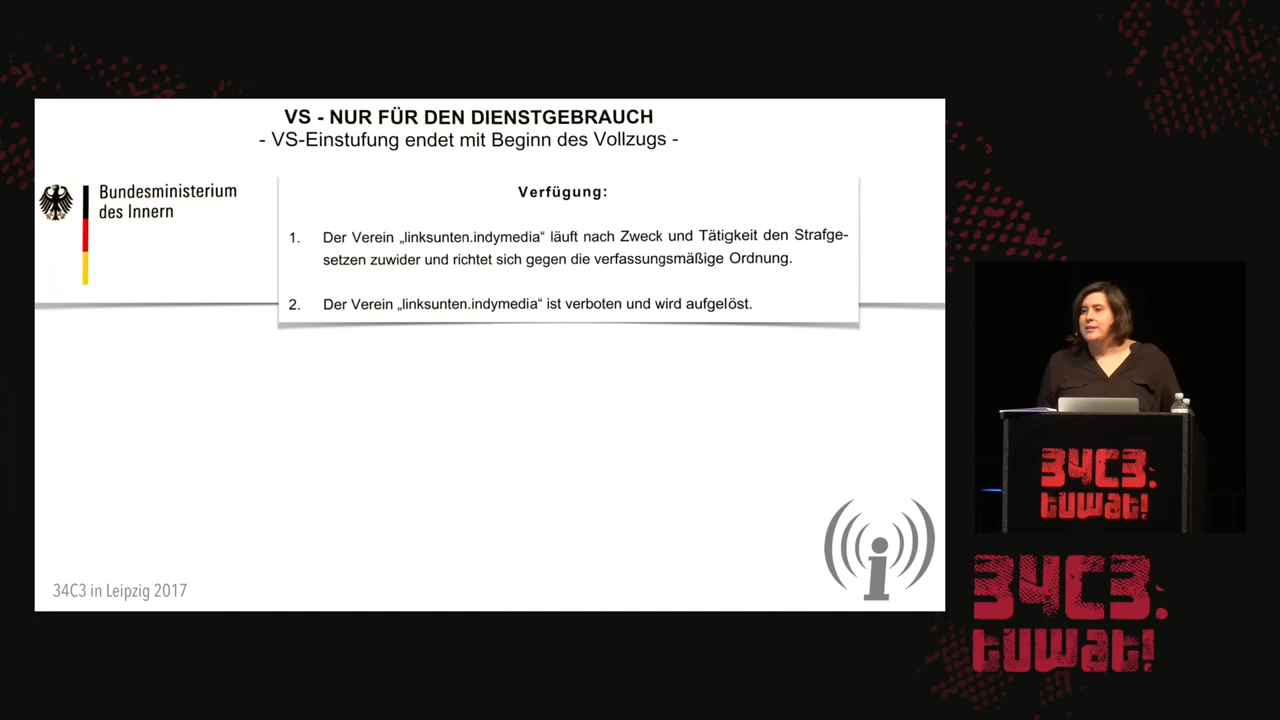 VS - NUR FÜR DEN DIENSTGEBRAUCH
- VS-Einstufung endet mit Beginn des Vollzugs -
Bundesministerium
des Innern
Verfügung:
1. Der Verein „linksunten.indymedia“ läuft nach Zweck und Tätigkeit den Strafge-
setzen zuwider und richtet sich gegen die verfassungsmäßige Ordnung.
2. Der Verein „linksunten.indymedia“ ist verboten und wird aufgelöst.
i
34C3 in Leipzig 2017
34C3.
tuwat!
34C3.
tuwat!